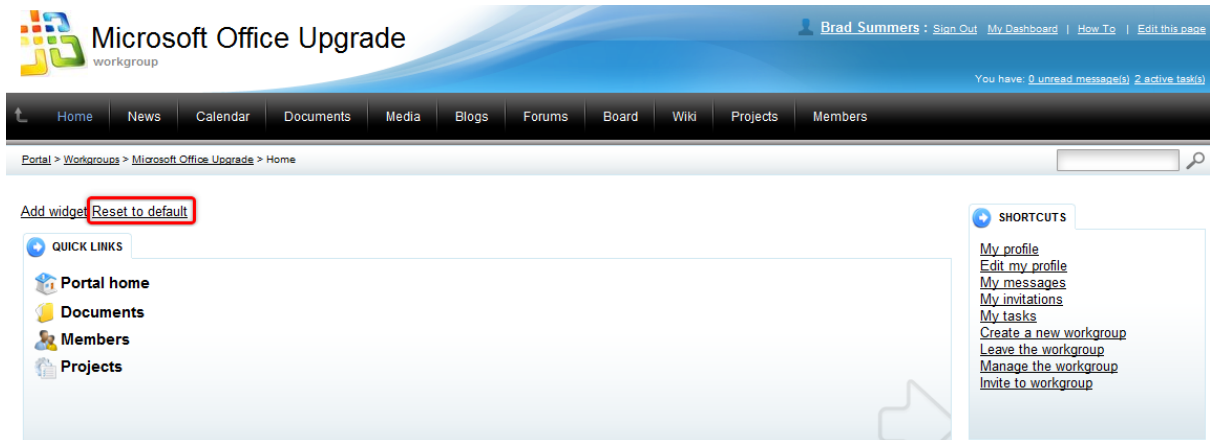 Microsoft Office Upgrade
workgroup
Brad Summers : Sign Out My Dashboard | How To | Edit this page
You have: 0 unread message(s) 2 active task(s)
Home News Calendar Documents Media Blogs Forums Board Wiki Projects Members
Portal > Workgroups > Microsoft Office Upgrade > Home
Add widget Reset to default
QUICK LINKS
Portal home
Documents
Members
Projects
SHORTCUTS
My profile
Edit my profile
My messages
My invitations
My tasks
Create a new workgroup
Leave the workgroup
Manage the workgroup
Invite to workgroup